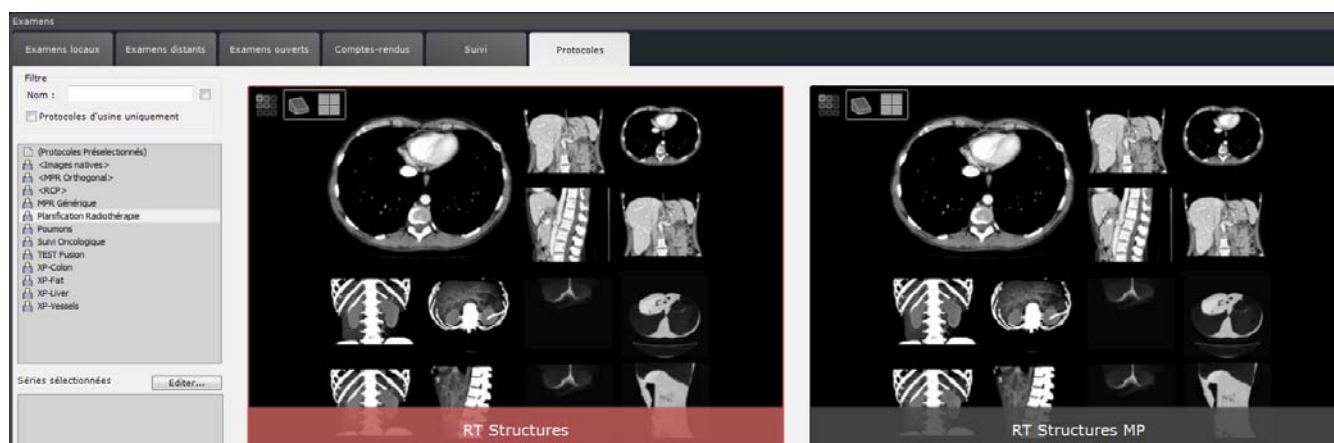 Examens
Examens locaux Examens distants Examens ouverts Comptes-rendus Suivi Protocoles
Filtre
Nom :
Protocoles d'usine uniquement
(Protocoles Préselectionnés)
<Images natives>
<MPR Orthogonal>
<RCP>
MPR Générique
Planification Radiothérapie
Poumons
Suivi Oncologique
TEST Fusion
XP-Colon
XP-Fat
XP-Liver
XP-Vessels
Séries sélectionnées Editer...
RT Structures
RT Structures MP